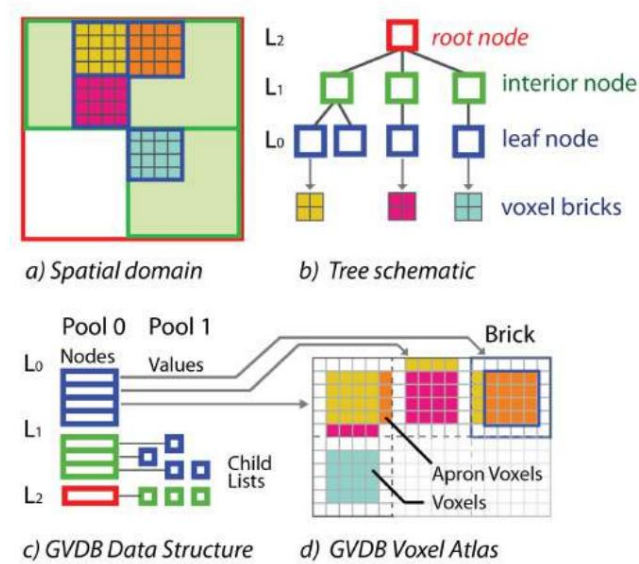 L2
root node
L1
interior node
L0
leaf node
voxel bricks
a) Spatial domain
b) Tree schematic
Pool 0 Pool 1
Brick
L0
Nodes
Values
L1
Child
Lists
L2
Apron Voxels
Voxels
c) GVDB Data Structure
d) GVDB Voxel Atlas